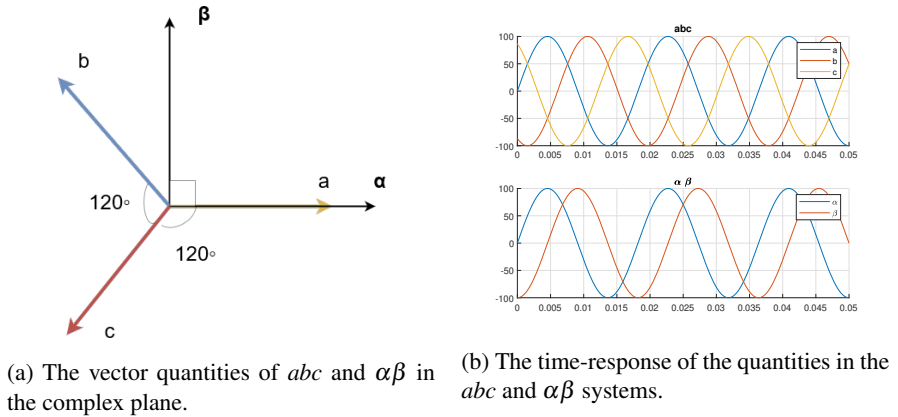 β
b
a
α
120°
120°
c
(a) The vector quantities of abc and αβ in
the complex plane.
abc
100
50
0
-50
-100
0 0.005 0.01 0.015 0.02 0.025 0.03 0.035 0.04 0.045 0.05
a
b
c
α β
100
50
0
-50
-100
0 0.005 0.01 0.015 0.02 0.025 0.03 0.035 0.04 0.045 0.05
α
β
(b) The time-response of the quantities in the
abc and αβ systems.